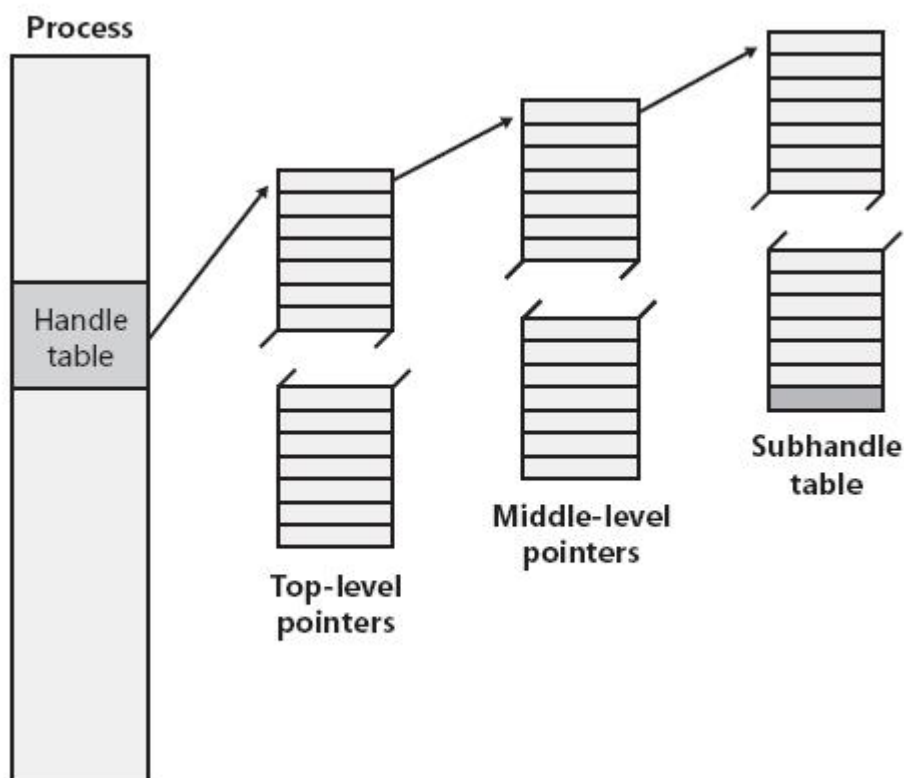 Process
Handle
table
Top-level
pointers
Middle-level
pointers
Subhandle
table